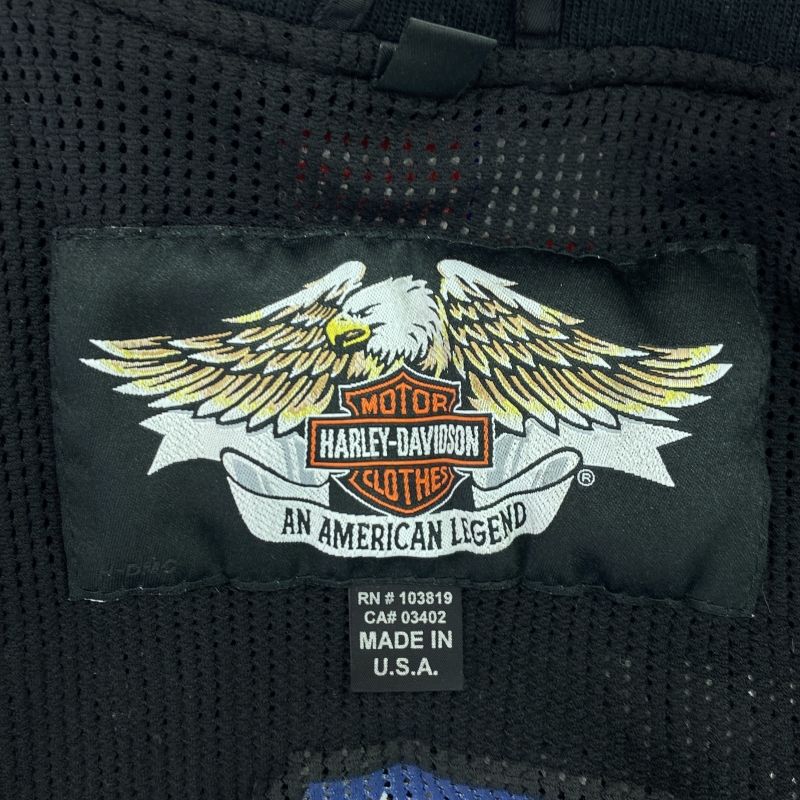 MOTOR
HARLEY-DAVIDSON
CLOTHES
®
AN AMERICAN LEGEND
RN # 103819
CA# 03402
MADE IN
U.S.A.